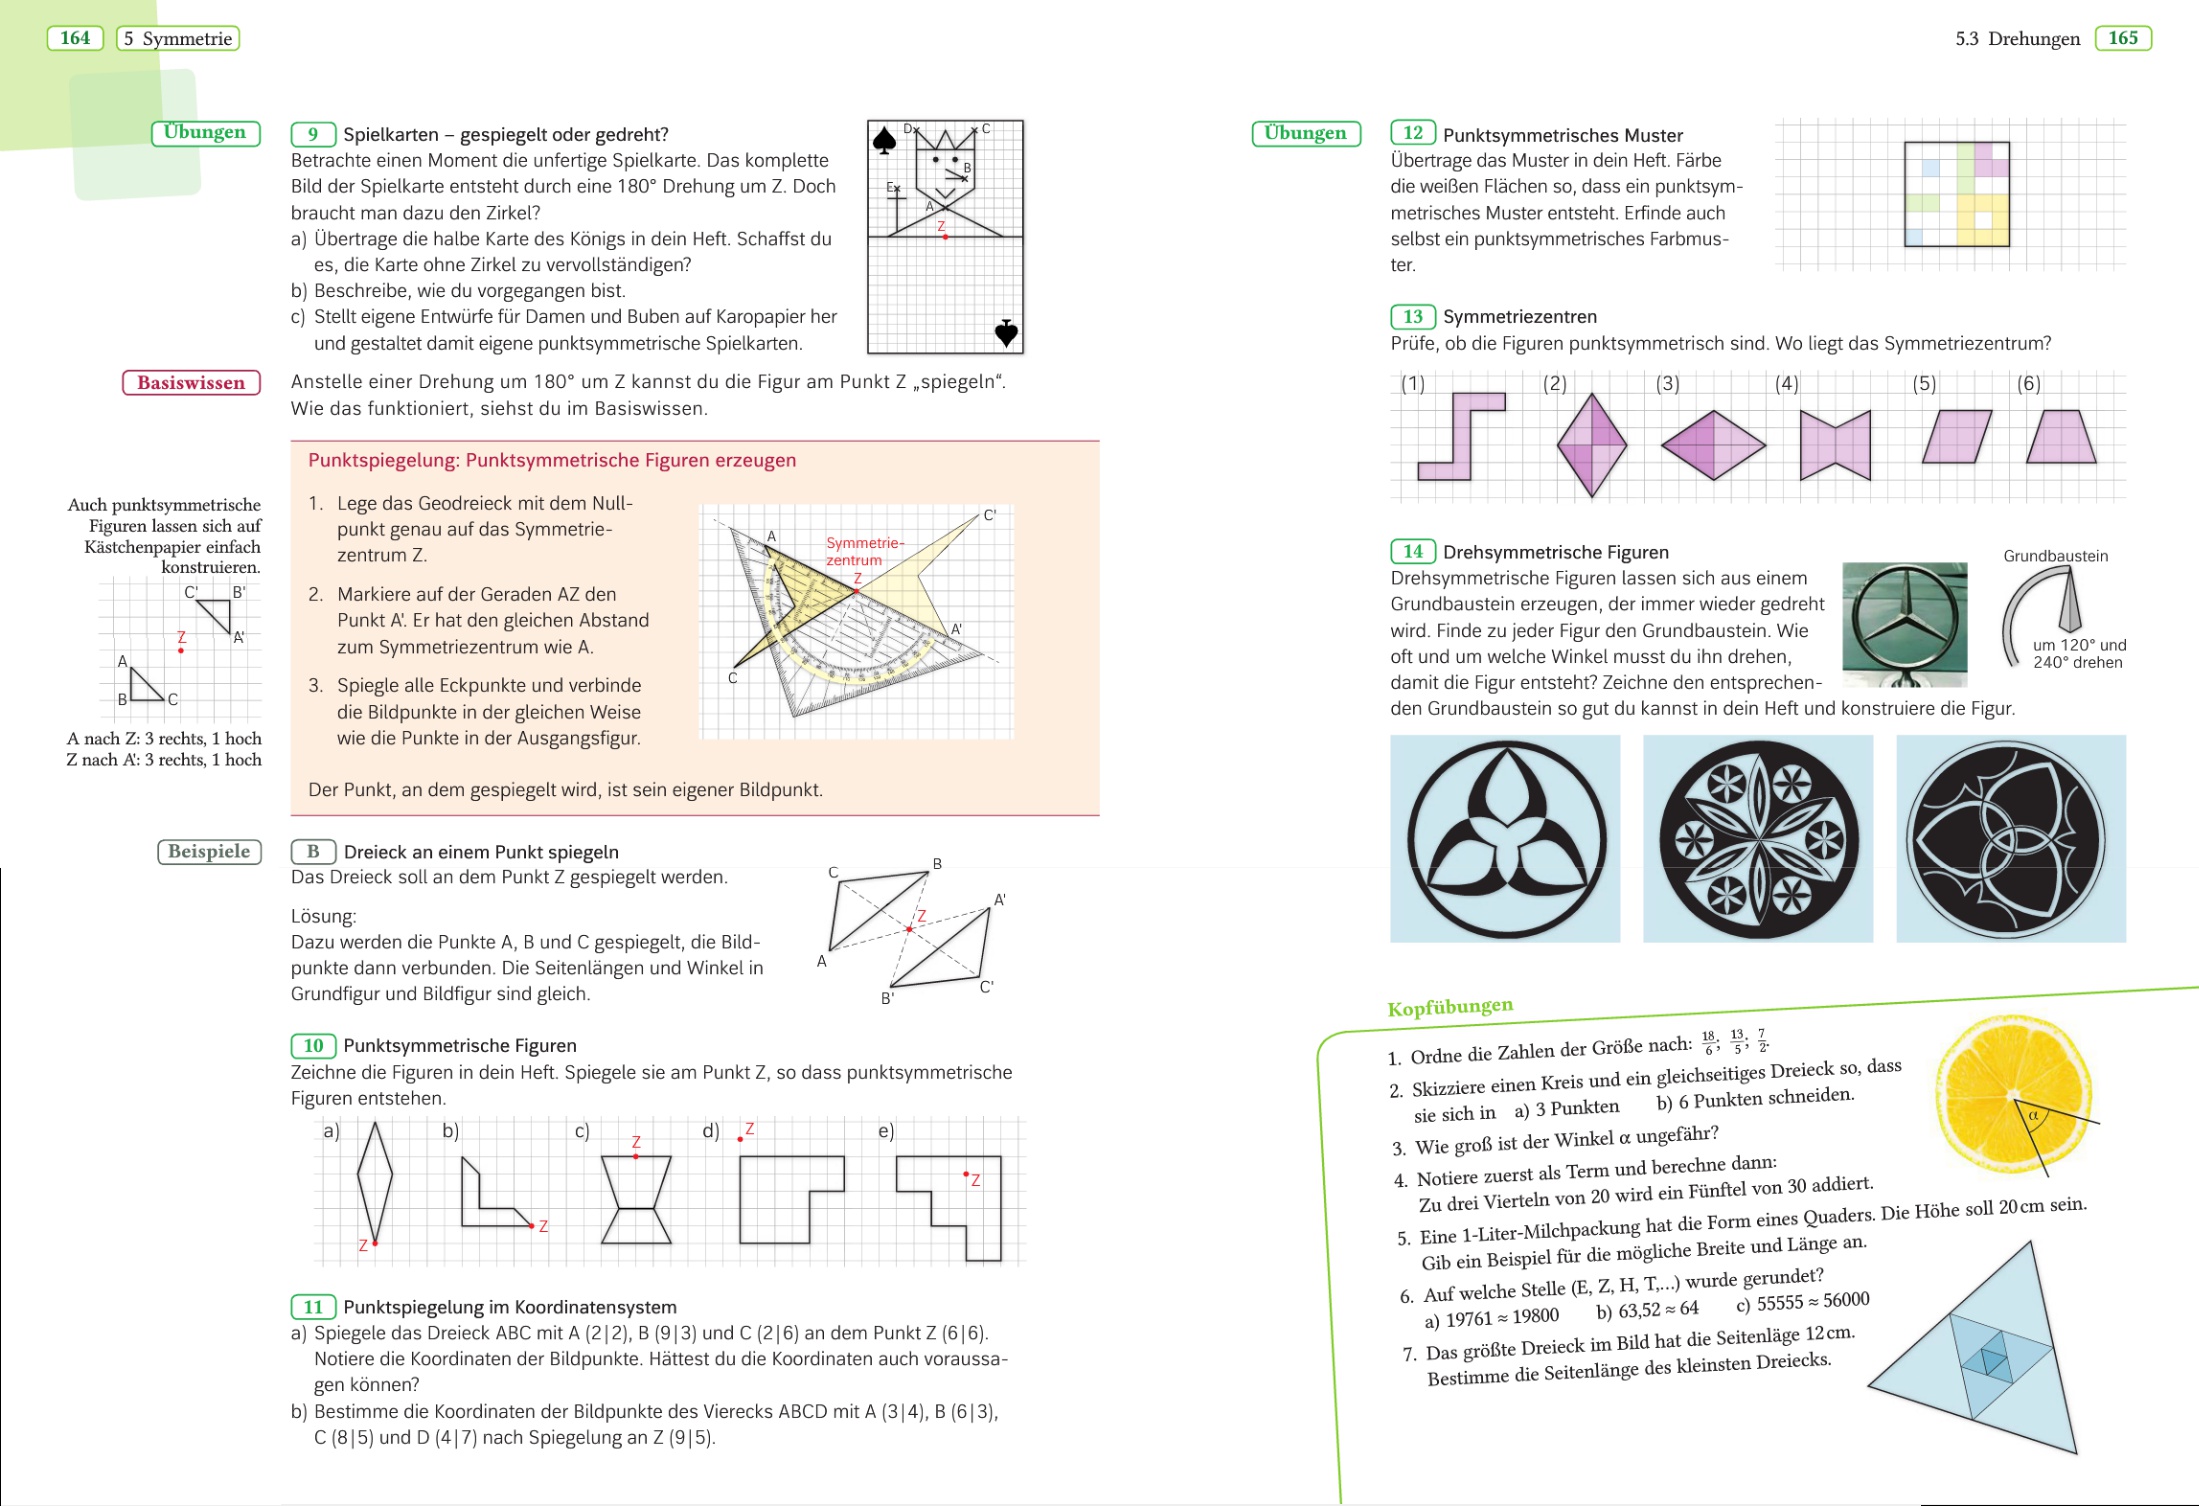 164 5 Symmetrie
Übungen
9 Spielkarten – gespiegelt oder gedreht?
Betrachte einen Moment die unfertige Spielkarte. Das komplette
Bild der Spielkarte entsteht durch eine 180° Drehung um Z. Doch
braucht man dazu den Zirkel?
a) Übertrage die halbe Karte des Königs in dein Heft. Schaffst du
es, die Karte ohne Zirkel zu vervollständigen?
b) Beschreibe, wie du vorgegangen bist.
c) Stellt eigene Entwürfe für Damen und Buben auf Karopapier her
und gestaltet damit eigene punktsymmetrische Spielkarten.
D C
B
E
A
Z
Basiswissen
Anstelle einer Drehung um 180° um Z kannst du die Figur am Punkt Z „spiegeln“.
Wie das funktioniert, siehst du im Basiswissen.
Punktspiegelung: Punktsymmetrische Figuren erzeugen
1. Lege das Geodreieck mit dem Null-
punkt genau auf das Symmetrie-
zentrum Z.
2. Markiere auf der Geraden AZ den
Punkt A'. Er hat den gleichen Abstand
zum Symmetriezentrum wie A.
3. Spiegle alle Eckpunkte und verbinde
die Bildpunkte in der gleichen Weise
wie die Punkte in der Ausgangsfigur.
Der Punkt, an dem gespiegelt wird, ist sein eigener Bildpunkt.
C'
A
Symmetrie-
zentrum
Z
A'
C
Auch punktsymmetrische
Figuren lassen sich auf
Kästchenpapier einfach
konstruieren.
C' B'
Z A'
A
B C
A nach Z: 3 rechts, 1 hoch
Z nach A': 3 rechts, 1 hoch
Beispiele
B Dreieck an einem Punkt spiegeln
Das Dreieck soll an dem Punkt Z gespiegelt werden.
Lösung:
Dazu werden die Punkte A, B und C gespiegelt, die Bild-
punkte dann verbunden. Die Seitenlängen und Winkel in
Grundfigur und Bildfigur sind gleich.
C B
A'
Z
A
B' C'
10 Punktsymmetrische Figuren
Zeichne die Figuren in dein Heft. Spiegele sie am Punkt Z, so dass punktsymmetrische
Figuren entstehen.
a) b) c) d) e)
Z Z Z Z Z
11 Punktspiegelung im Koordinatensystem
a) Spiegele das Dreieck ABC mit A (2|2), B (9|3) und C (2|6) an dem Punkt Z (6|6).
Notiere die Koordinaten der Bildpunkte. Hättest du die Koordinaten auch voraussa-
gen können?
b) Bestimme die Koordinaten der Bildpunkte des Vierecks ABCD mit A (3|4), B (6|3),
C (8|5) und D (4|7) nach Spiegelung an Z (9|5).
5.3 Drehungen 165
Übungen
12 Punktsymmetrisches Muster
Übertrage das Muster in dein Heft. Färbe
die weißen Flächen so, dass ein punktsym-
metrisches Muster entsteht. Erfinde auch
selbst ein punktsymmetrisches Farbmus-
ter.
13 Symmetriezentren
Prüfe, ob die Figuren punktsymmetrisch sind. Wo liegt das Symmetriezentrum?
(1) (2) (3) (4) (5) (6)
14 Drehsymmetrische Figuren
Drehsymmetrische Figuren lassen sich aus einem
Grundbaustein erzeugen, der immer wieder gedreht
wird. Finde zu jeder Figur den Grundbaustein. Wie
oft und um welche Winkel musst du ihn drehen,
damit die Figur entsteht? Zeichne den entsprechen-
den Grundbaustein so gut du kannst in dein Heft und konstruiere die Figur.
Grundbaustein
um 120° und
240° drehen
Kopfübungen
1. Ordne die Zahlen der Größe nach: 18/6; 13/5; 7/2.
2. Skizziere einen Kreis und ein gleichseitiges Dreieck so, dass
sie sich in a) 3 Punkten b) 6 Punkten schneiden.
3. Wie groß ist der Winkel α ungefähr?
4. Notiere zuerst als Term und berechne dann:
Zu drei Vierteln von 20 wird ein Fünftel von 30 addiert.
5. Eine 1-Liter-Milchpackung hat die Form eines Quaders. Die Höhe soll 20 cm sein.
Gib ein Beispiel für die mögliche Breite und Länge an.
6. Auf welche Stelle (E, Z, H, T,...) wurde gerundet?
a) 19761 ≈ 19800 b) 63,52 ≈ 64 c) 55555 ≈ 56000
7. Das größte Dreieck im Bild hat die Seitenläge 12 cm.
Bestimme die Seitenlänge des kleinsten Dreiecks.
α